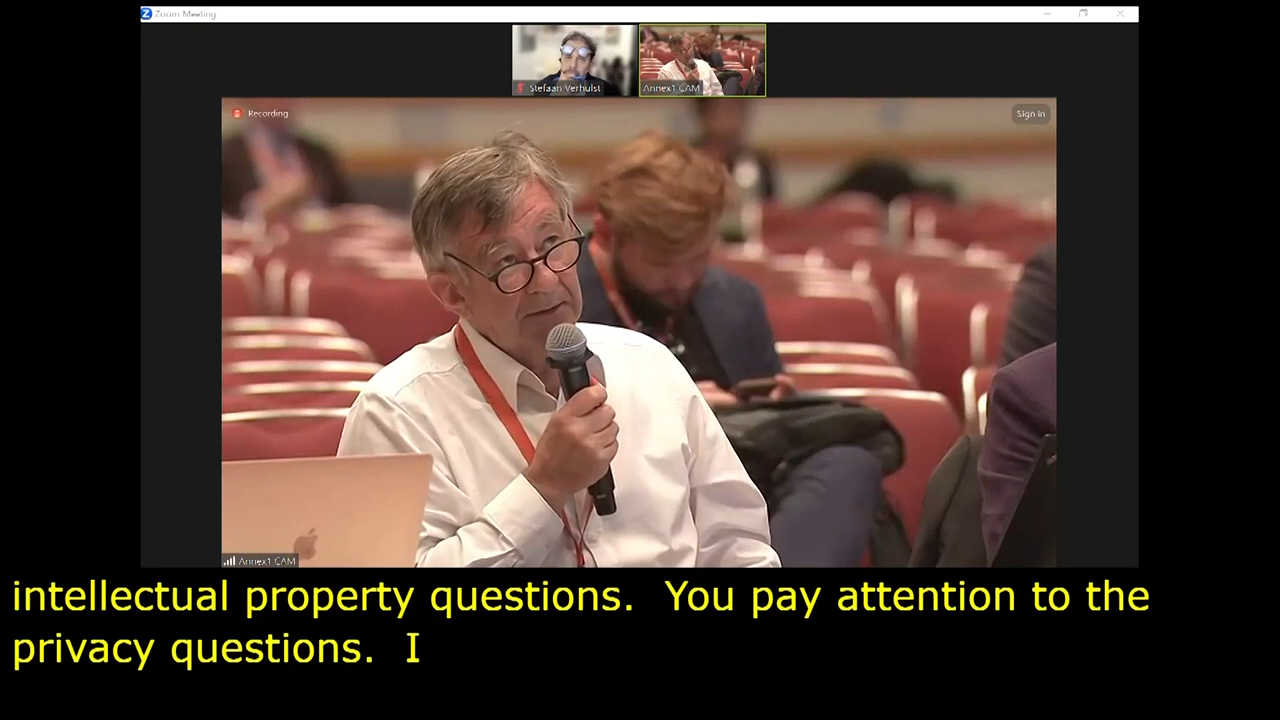 Zoom Meeting
Stefaan Verhulst
Annex1 CAM
Recording
Sign in
Annex1 CAM
intellectual property questions.  You pay attention to the
privacy questions.  I